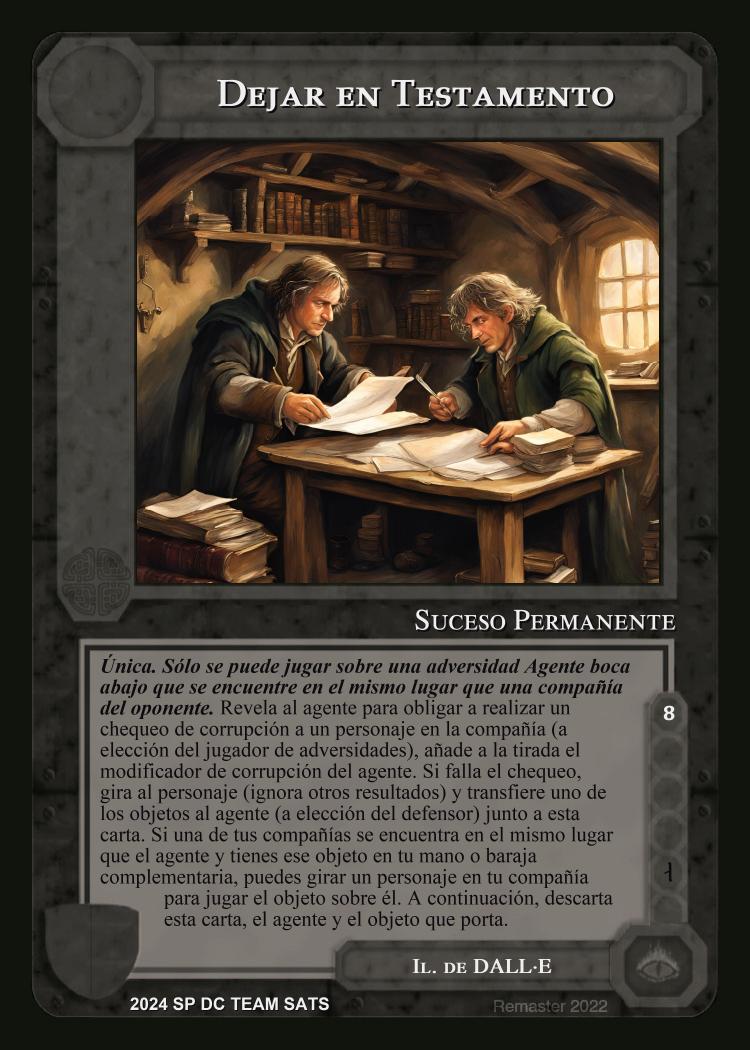 Dejar en Testamento
Suceso Permanente
Única. Sólo se puede jugar sobre una adversidad Agente boca
abajo que se encuentre en el mismo lugar que una compañía
del oponente. Revela al agente para obligar a realizar un
chequeo de corrupción a un personaje en la compañía (a
elección del jugador de adversidades), añade a la tirada el
modificador de corrupción del agente. Si falla el chequeo,
gira al personaje (ignora otros resultados) y transfiere uno de
los objetos al agente (a elección del defensor) junto a esta
carta. Si una de tus compañías se encuentra en el mismo lugar
que el agente y tienes ese objeto en tu mano o baraja
complementaria, puedes girar un personaje en tu compañía
para jugar el objeto sobre él. A continuación, descarta
esta carta, el agente y el objeto que porta.
8
Il. de DALL·E
2024 SP DC TEAM SATS
Remaster 2022